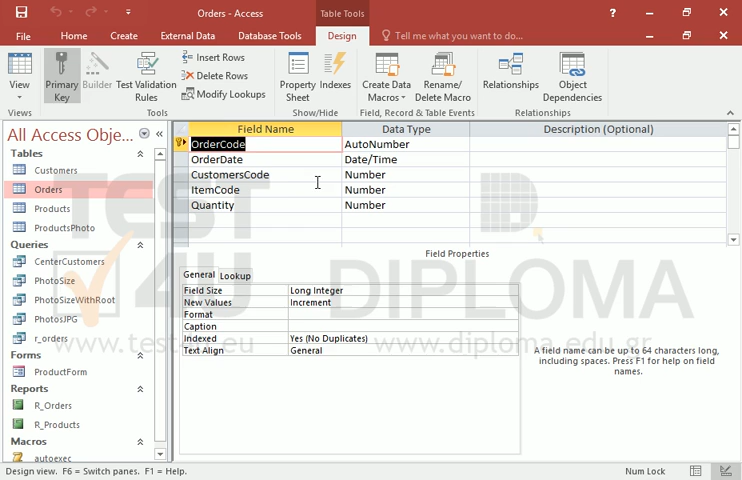 Orders - Access
Table Tools
File
Home
Create
External Data
Database Tools
Design
Tell me what you want to do...
View
Primary Key
Builder
Test Validation Rules
Insert Rows
Delete Rows
Modify Lookups
Property Sheet
Indexes
Create Data Macros
Rename/ Delete Macro
Relationships
Object Dependencies
Views
Tools
Show/Hide
Field, Record & Table Events
Relationships
All Access Obje...
Tables
Customers
Orders
Products
ProductsPhoto
Queries
CenterCustomers
PhotoSize
PhotoSizeWithRoot
PhotosJPG
r_orders
Forms
ProductForm
Reports
R_Orders
R_Products
Macros
autoexec
Field Name Data Type Description (Optional)
OrderCode AutoNumber
OrderDate Date/Time
CustomersCode Number
ItemCode Number
Quantity Number
Field Properties
General Lookup
Field Size Long Integer
New Values Increment
Format
Caption
Indexed Yes (No Duplicates)
Text Align General
A field name can be up to 64 characters long,
including spaces. Press F1 for help on field
names.
TEST
4U
DIPLOMA
www.diploma.edu.gr
Design view. F6 = Switch panes. F1 = Help.
Num Lock